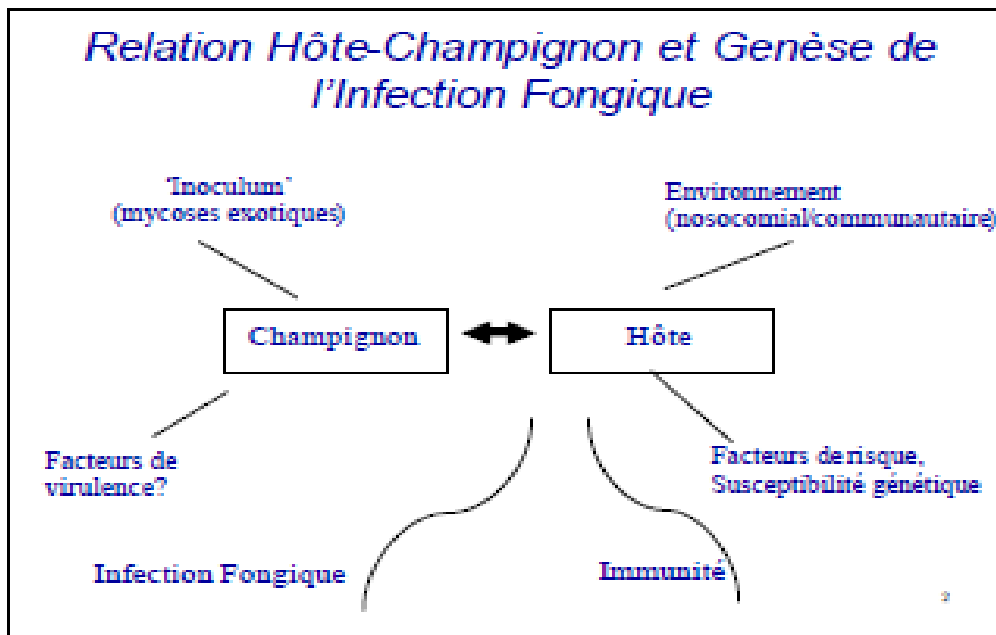 Relation Hôte-Champignon et Genèse de
l'Infection Fongique
'Inoculum'
(mycoses exotiques)
Environnement
(nosocomial/communautaire)
Champignon
Hôte
Facteurs de
virulence?
Facteurs de risque,
Susceptibilité génétique
Infection Fongique
Immunité
2